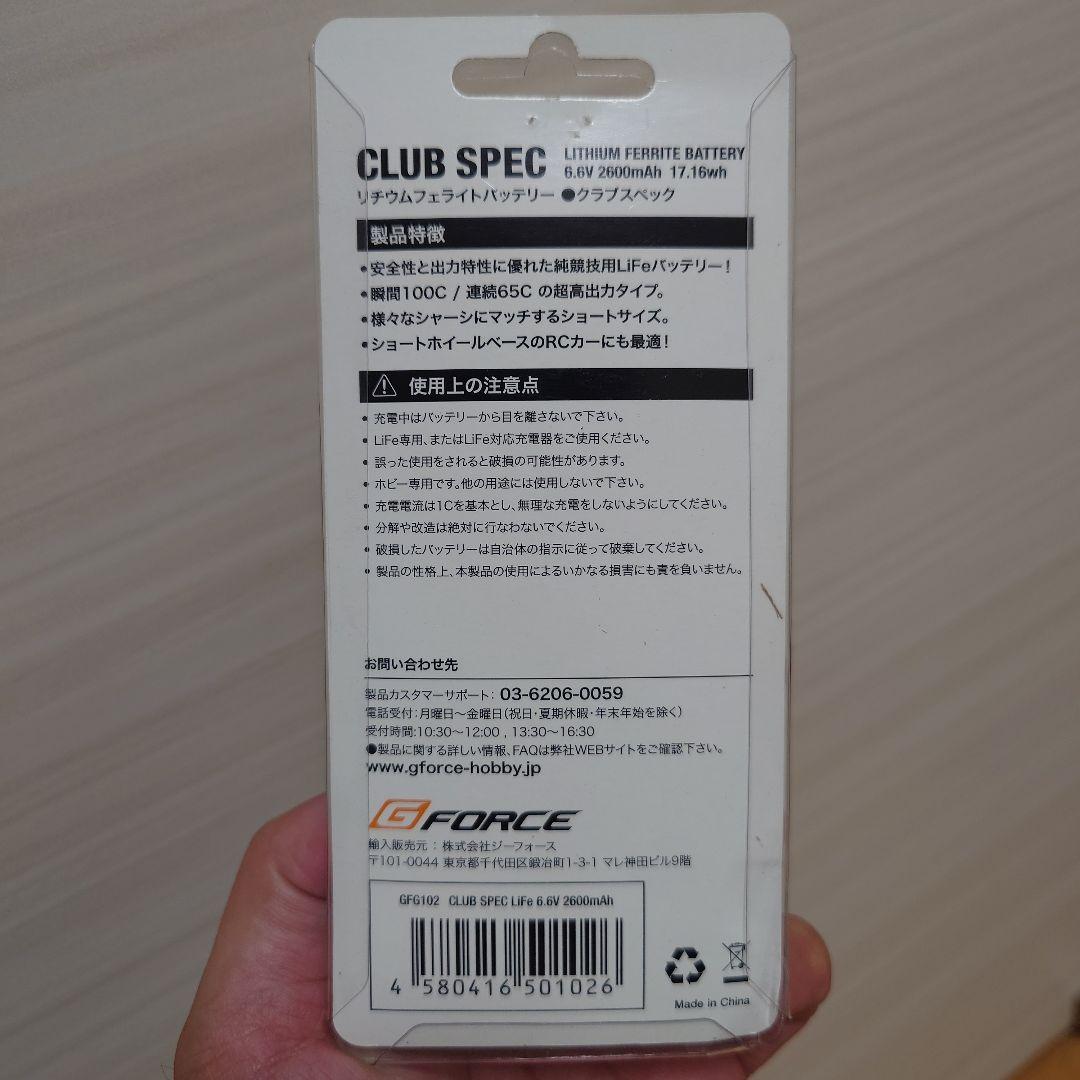 CLUB SPEC LITHIUM FERRITE BATTERY
6.6V 2600mAh 17.16wh
リチウムフェライトバッテリー ●クラブスペック
製品特徴
•安全性と出力特性に優れた純競技用LiFeバッテリー！
•瞬間100C / 連続65C の超高出力タイプ。
•様々なシャーシにマッチするショートサイズ。
•ショートホイールベースのRCカーにも最適！
使用上の注意点
• 充電中はバッテリーから目を離さないで下さい。
• LiFe専用、またはLiFe対応充電器をご使用ください。
• 誤った使用をされると破損の可能性があります。
• ホビー専用です。他の用途には使用しないで下さい。
• 充電電流は1Cを基本とし、無理な充電をしないようにしてください。
• 分解や改造は絶対に行なわないでください。
• 破損したバッテリーは自治体の指示に従って破棄してください。
• 製品の性格上、本製品の使用によるいかなる損害にも責を負いません。
お問い合わせ先
製品カスタマーサポート： 03-6206-0059
電話受付：月曜日〜金曜日（祝日・夏期休暇・年末年始を除く）
受付時間:10:30〜12:00 , 13:30〜16:30
●製品に関する詳しい情報、FAQは弊社WEBサイトをご確認下さい。
www.gforce-hobby.jp
G FORCE
輸入販売元：株式会社ジーフォース
〒101-0044 東京都千代田区鍛冶町1-3-1 マレ神田ビル9階
GFG102 CLUB SPEC LiFe 6.6V 2600mAh
4 580416 501026
Made in China